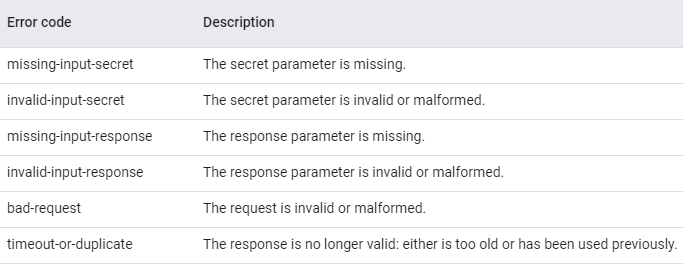 Error code Description
missing-input-secret The secret parameter is missing.
invalid-input-secret The secret parameter is invalid or malformed.
missing-input-response The response parameter is missing.
invalid-input-response The response parameter is invalid or malformed.
bad-request The request is invalid or malformed.
timeout-or-duplicate The response is no longer valid: either is too old or has been used previously.